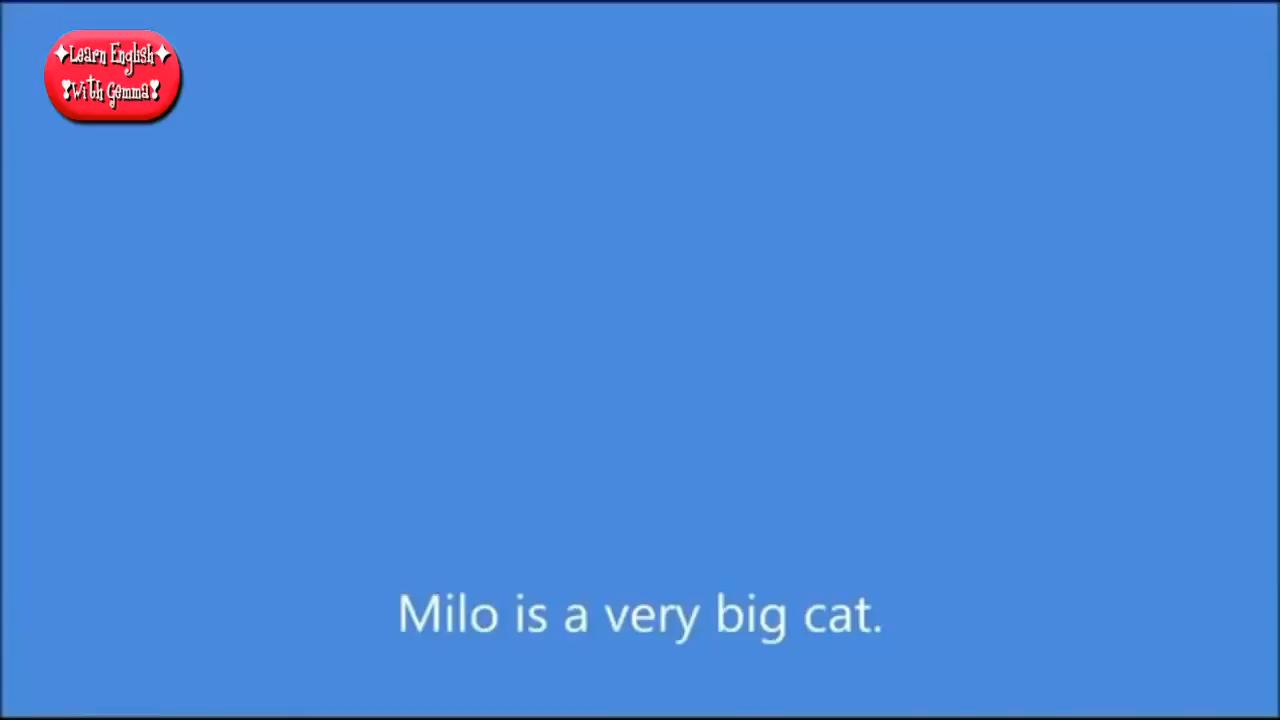 ✦Learn English✦
❣With Gemma❣
Milo is a very big cat.